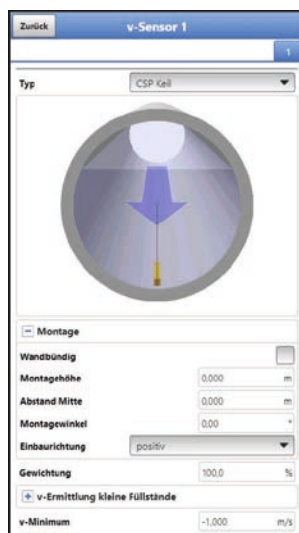 Zurück v-Sensor 1
1
Typ CSP Keil
Montage
Wandbündig
Montagehöhe 0,000 m
Abstand Mitte 0,000 m
Montagewinkel 0,00 °
Einbaurichtung positiv
Gewichtung 100,0 %
v-Ermittlung kleine Füllstände
v-Minimum -1,000 m/s